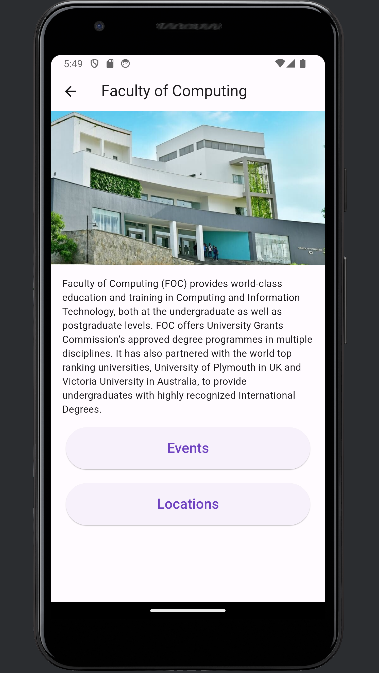 5:49
Faculty of Computing
Faculty of Computing (FOC) provides world-class
education and training in Computing and Information
Technology, both at the undergraduate as well as
postgraduate levels. FOC offers University Grants
Commission's approved degree programmes in multiple
disciplines. It has also partnered with the world top
ranking universities, University of Plymouth in UK and
Victoria University in Australia, to provide
undergraduates with highly recognized International
Degrees.
Events
Locations